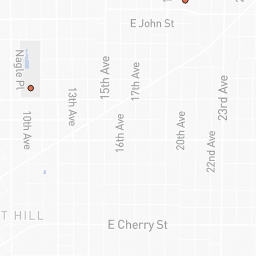 E John St
Nagle Pl
10th Ave
13th Ave
15th Ave
16th Ave
17th Ave
20th Ave
22nd Ave
23rd Ave
T HILL
E Cherry St